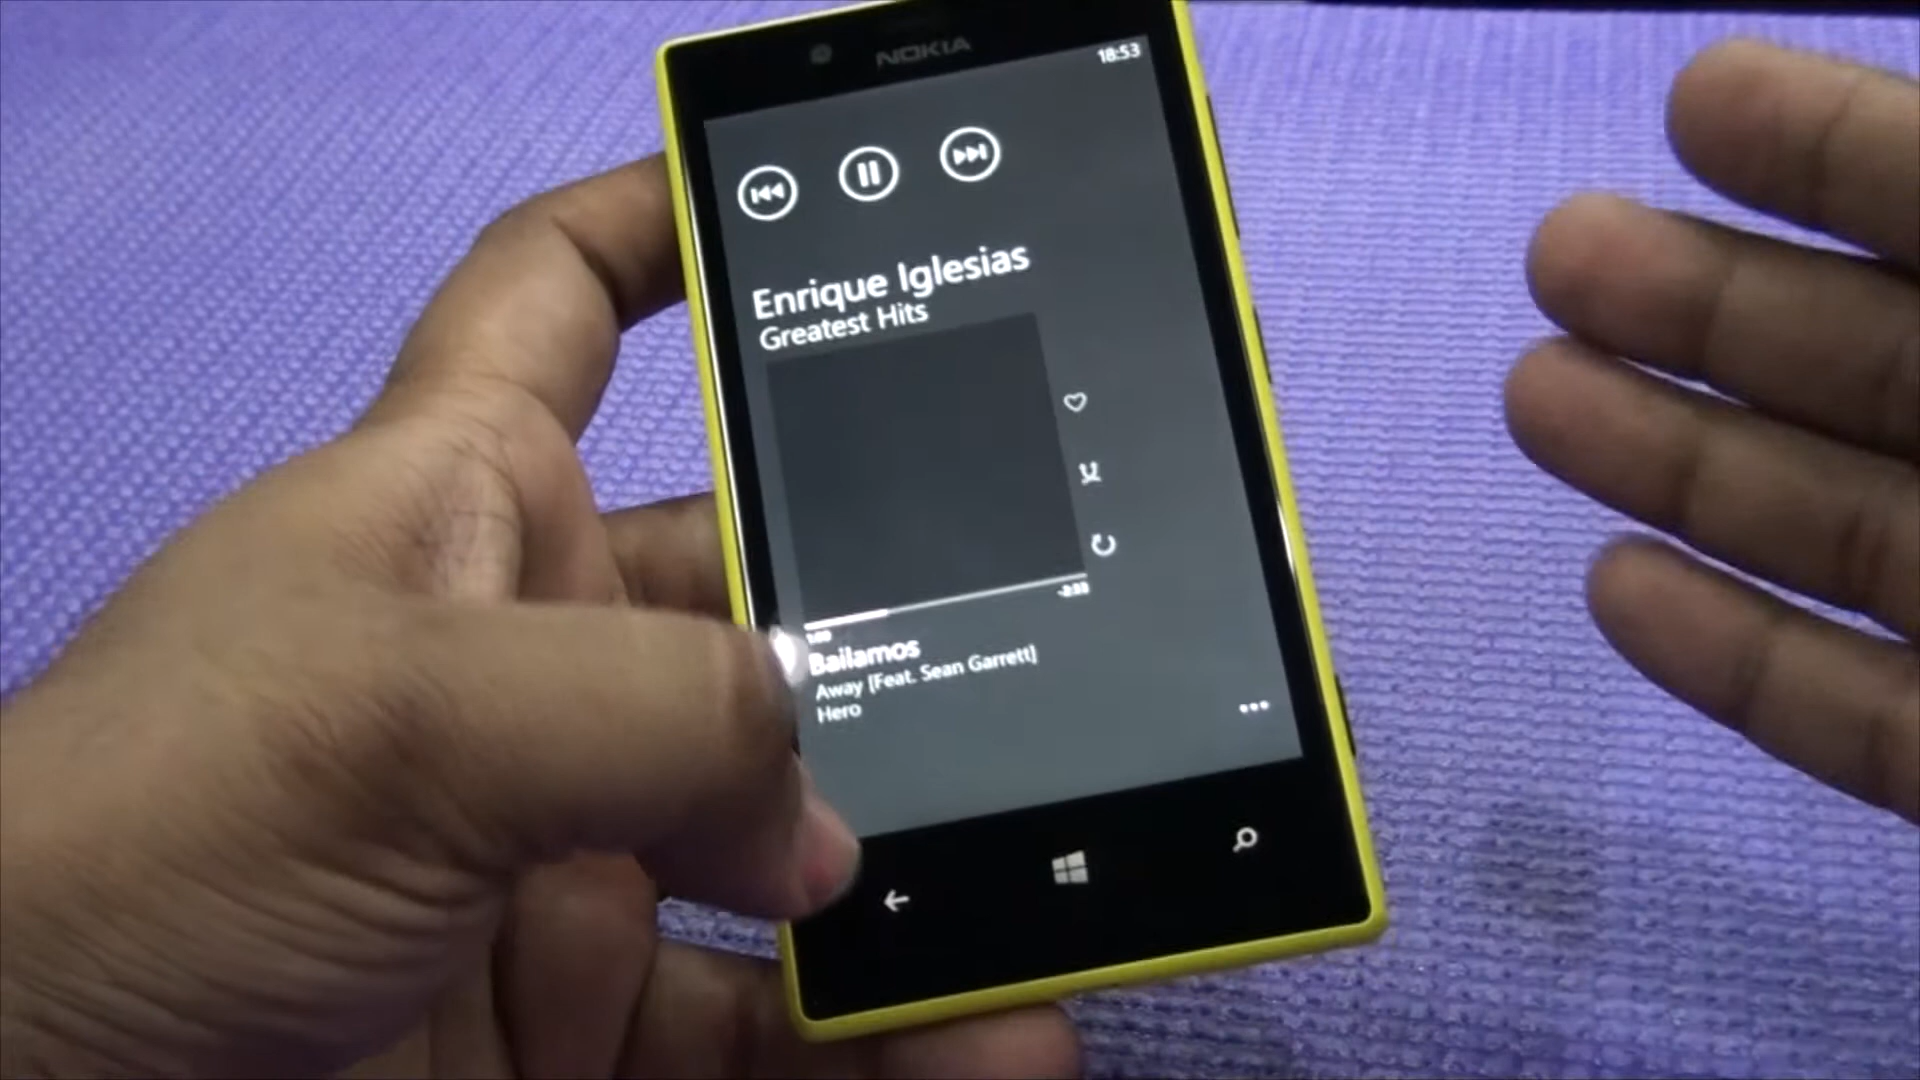 NOKIA
18:53
Enrique Iglesias
Greatest Hits
Bailamos
Away [Feat. Sean Garrett]
Hero